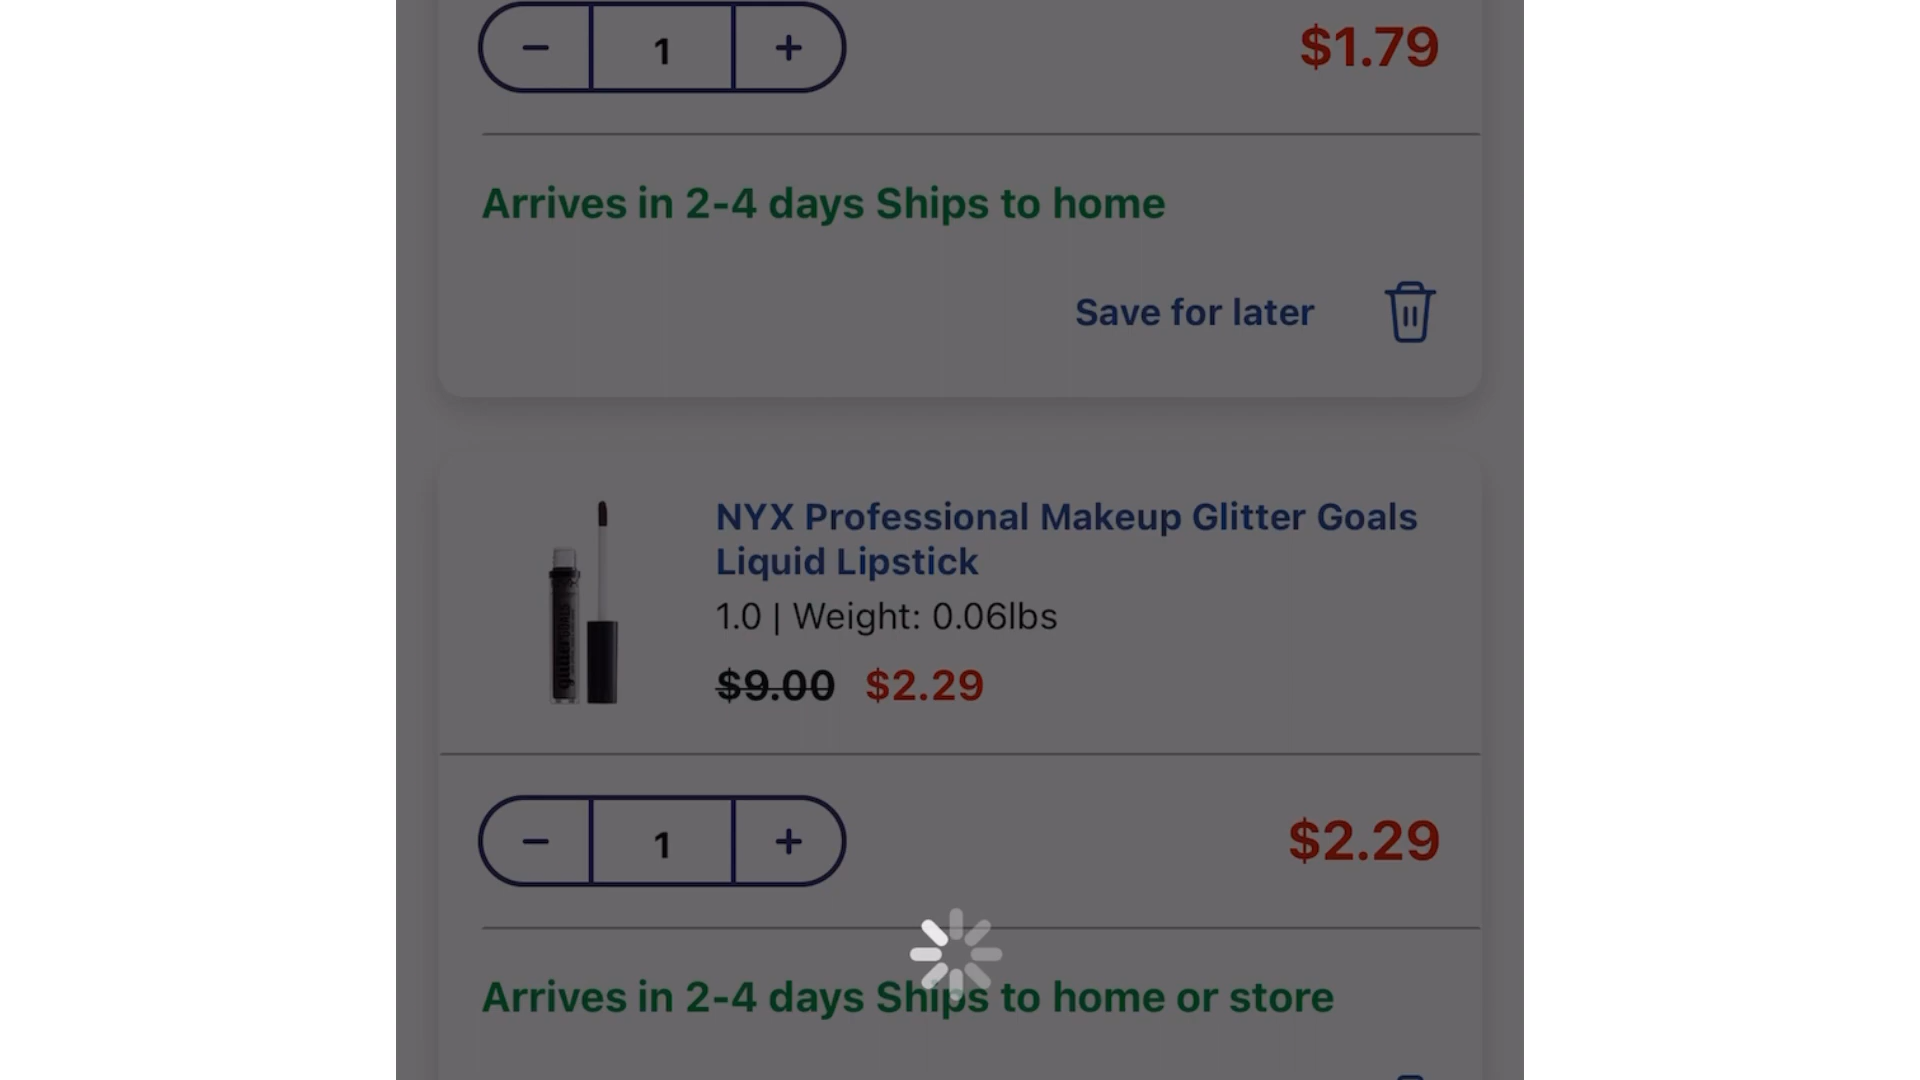 − 1 +
$1.79
Arrives in 2-4 days Ships to home
Save for later
NYX Professional Makeup Glitter Goals
Liquid Lipstick
1.0 | Weight: 0.06lbs
$9.00 $2.29
glitter GOALS
− 1 +
$2.29
Arrives in 2-4 days Ships to home or store